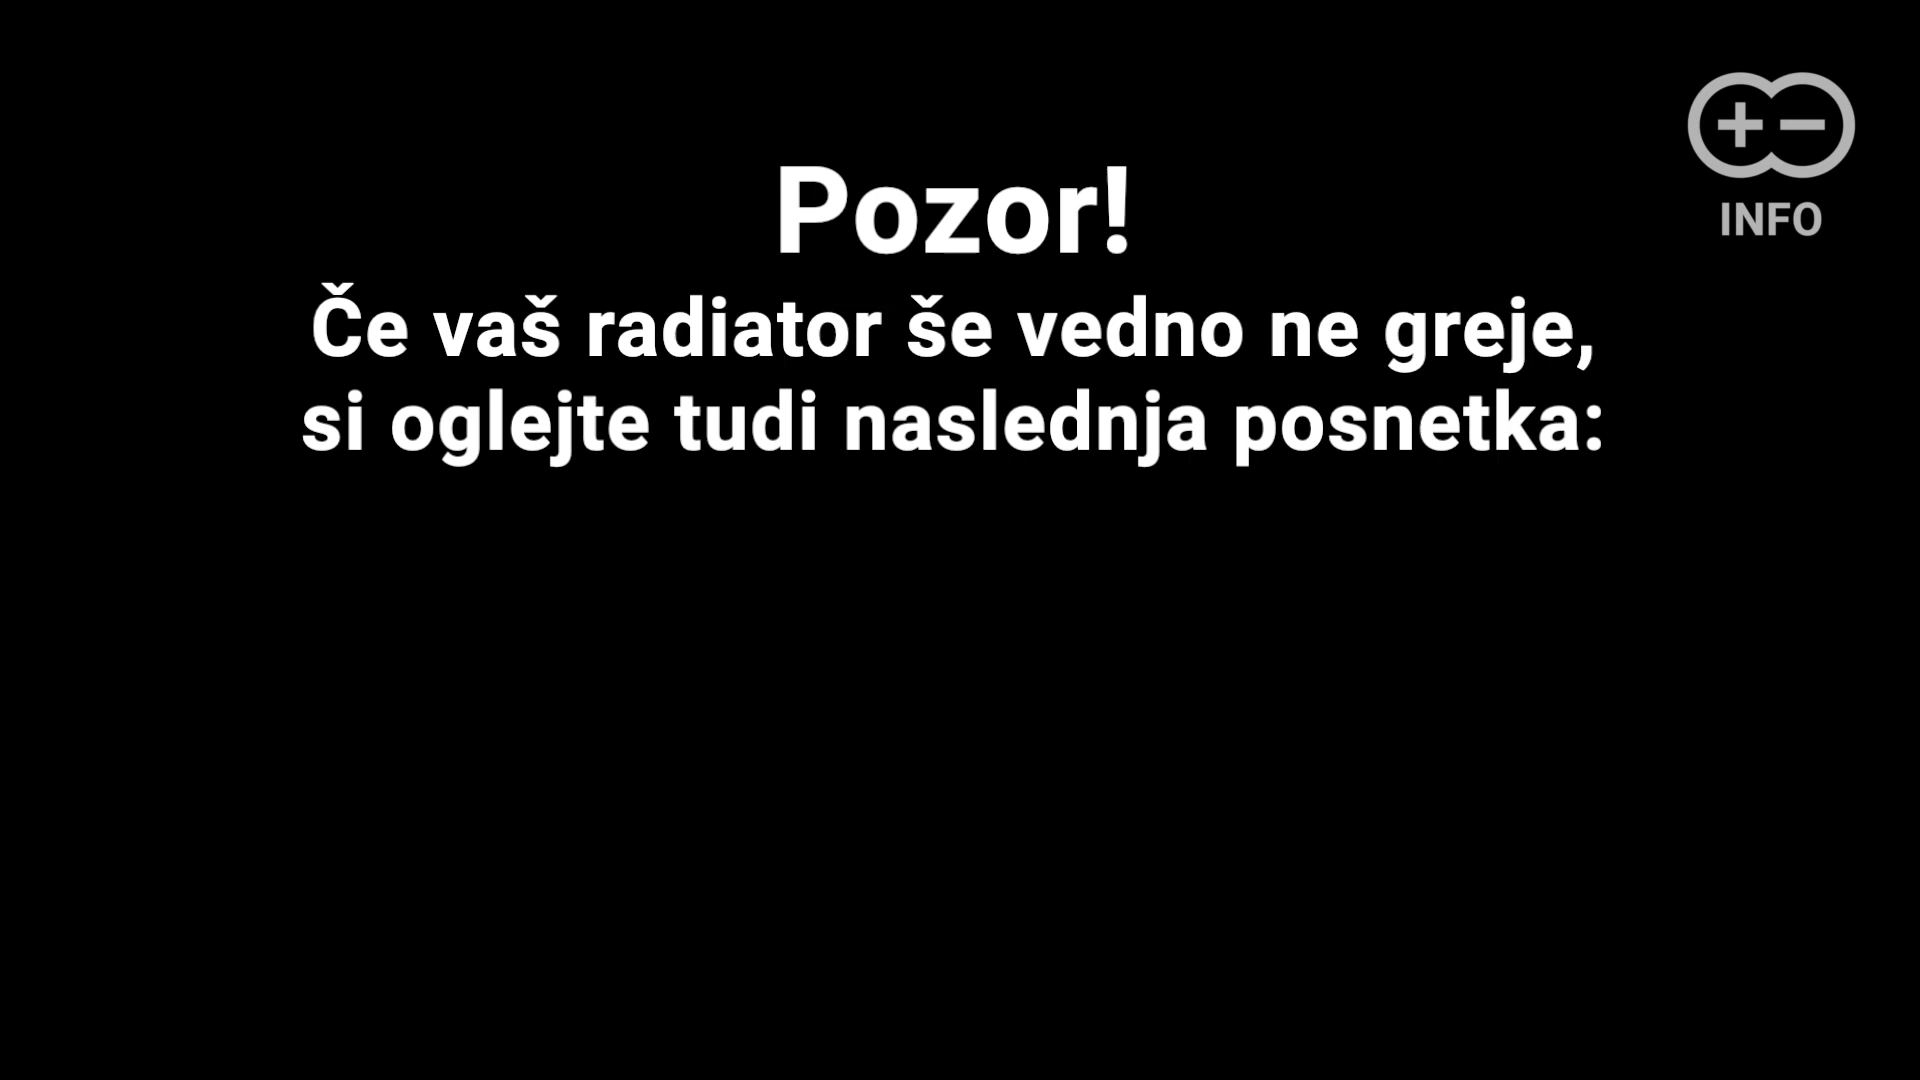 Pozor!
Če vaš radiator še vedno ne greje,
si oglejte tudi naslednja posnetka:
+ −
INFO